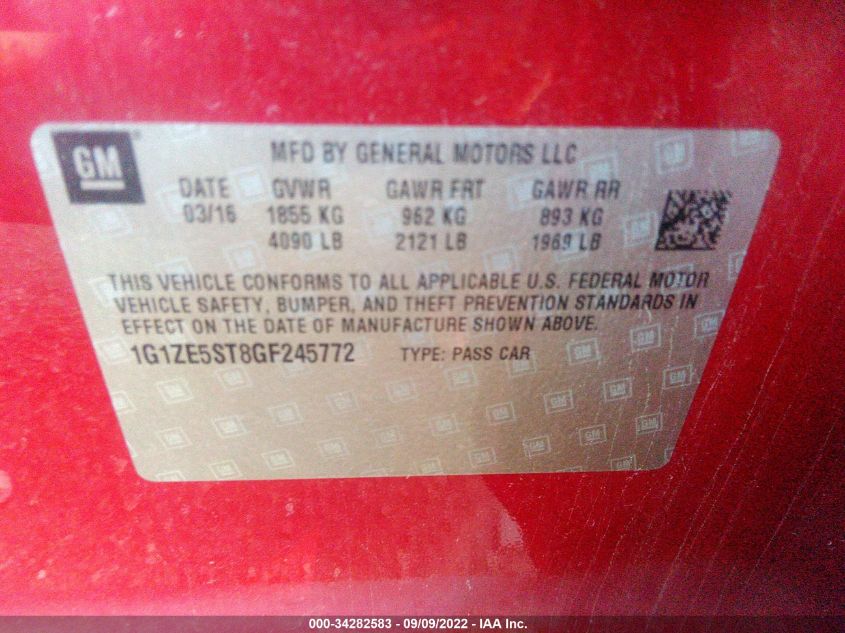 GM
MFD BY GENERAL MOTORS LLC
DATE GVWR GAWR FRT GAWR RR
03/16 1855 KG 962 KG 893 KG
4090 LB 2121 LB 1969 LB
THIS VEHICLE CONFORMS TO ALL APPLICABLE U.S. FEDERAL MOTOR
VEHICLE SAFETY, BUMPER, AND THEFT PREVENTION STANDARDS IN
EFFECT ON THE DATE OF MANUFACTURE SHOWN ABOVE.
1G1ZE5ST8GF245772 TYPE: PASS CAR
000-34282583 - 09/09/2022 - IAA Inc.